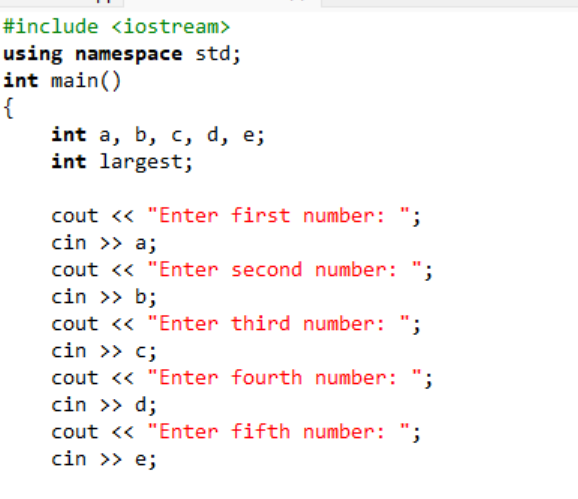 #include <iostream>
using namespace std;
int main()
{
    int a, b, c, d, e;
    int largest;

    cout << "Enter first number: ";
    cin >> a;
    cout << "Enter second number: ";
    cin >> b;
    cout << "Enter third number: ";
    cin >> c;
    cout << "Enter fourth number: ";
    cin >> d;
    cout << "Enter fifth number: ";
    cin >> e;